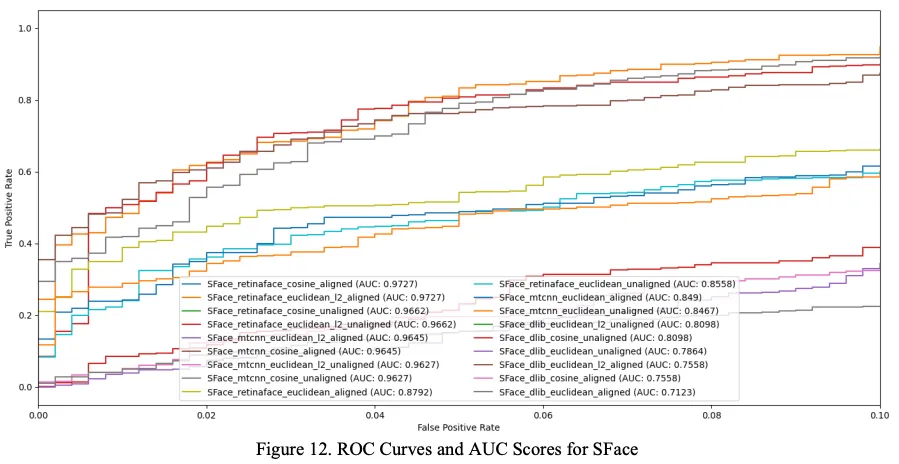 1.0
0.8
0.6
0.4
0.2
0.0
True Positive Rate
SFace_retinaface_cosine_aligned (AUC: 0.9727)
SFace_retinaface_euclidean_l2_aligned (AUC: 0.9727)
SFace_retinaface_cosine_unaligned (AUC: 0.9662)
SFace_retinaface_euclidean_l2_unaligned (AUC: 0.9662)
SFace_mtcnn_euclidean_l2_aligned (AUC: 0.9645)
SFace_mtcnn_cosine_aligned (AUC: 0.9645)
SFace_mtcnn_euclidean_l2_unaligned (AUC: 0.9627)
SFace_mtcnn_cosine_unaligned (AUC: 0.9627)
SFace_retinaface_euclidean_aligned (AUC: 0.8792)
SFace_retinaface_euclidean_unaligned (AUC: 0.8558)
SFace_mtcnn_euclidean_aligned (AUC: 0.849)
SFace_mtcnn_euclidean_unaligned (AUC: 0.8467)
SFace_dlib_euclidean_l2_unaligned (AUC: 0.8098)
SFace_dlib_cosine_unaligned (AUC: 0.8098)
SFace_dlib_euclidean_unaligned (AUC: 0.7864)
SFace_dlib_euclidean_l2_aligned (AUC: 0.7558)
SFace_dlib_cosine_aligned (AUC: 0.7558)
SFace_dlib_euclidean_aligned (AUC: 0.7123)
0.00 0.02 0.04 0.06 0.08 0.10
False Positive Rate
Figure 12. ROC Curves and AUC Scores for SFace